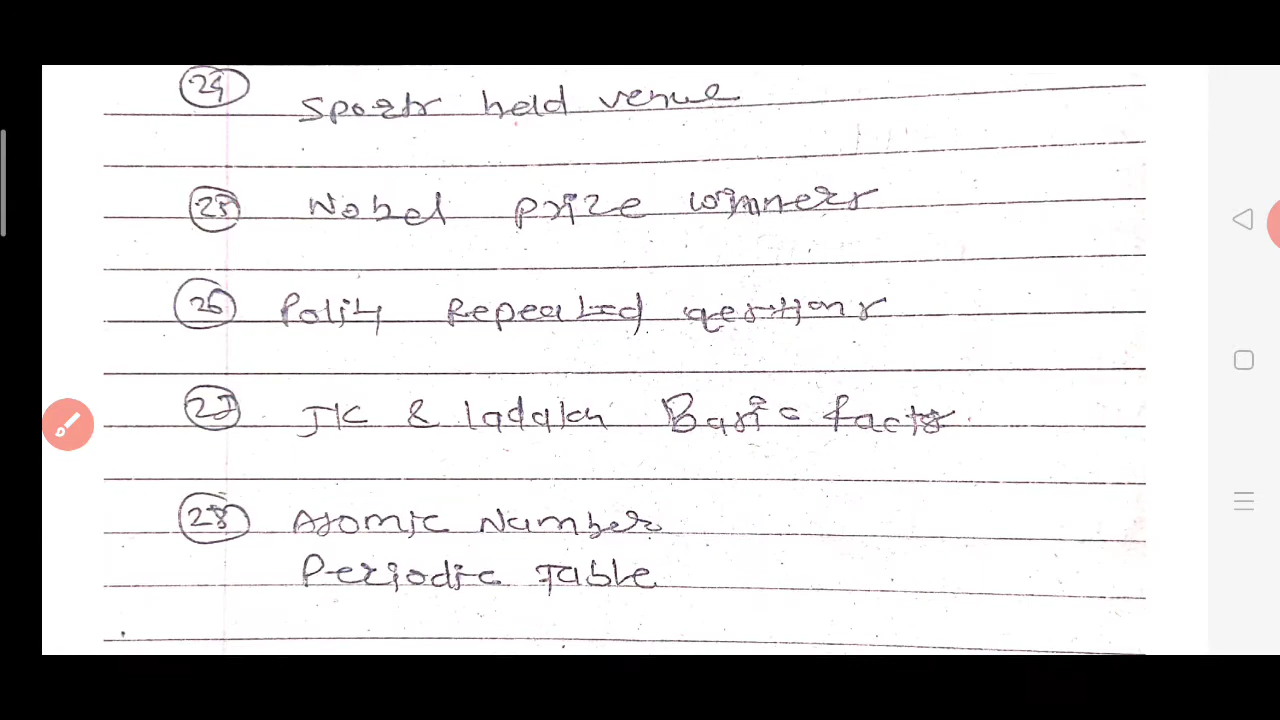 24 Sports held venue
25 Nobel prize winners
26 Polity Repeated qestions
27 JK & ladakh Basic facts.
28 Atomic Number
Periodic Table